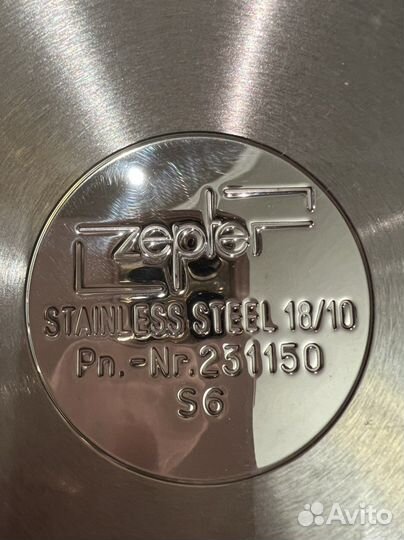 zepter
STAINLESS STEEL 18/10
Pn.-Nr.231150
S6
Avito